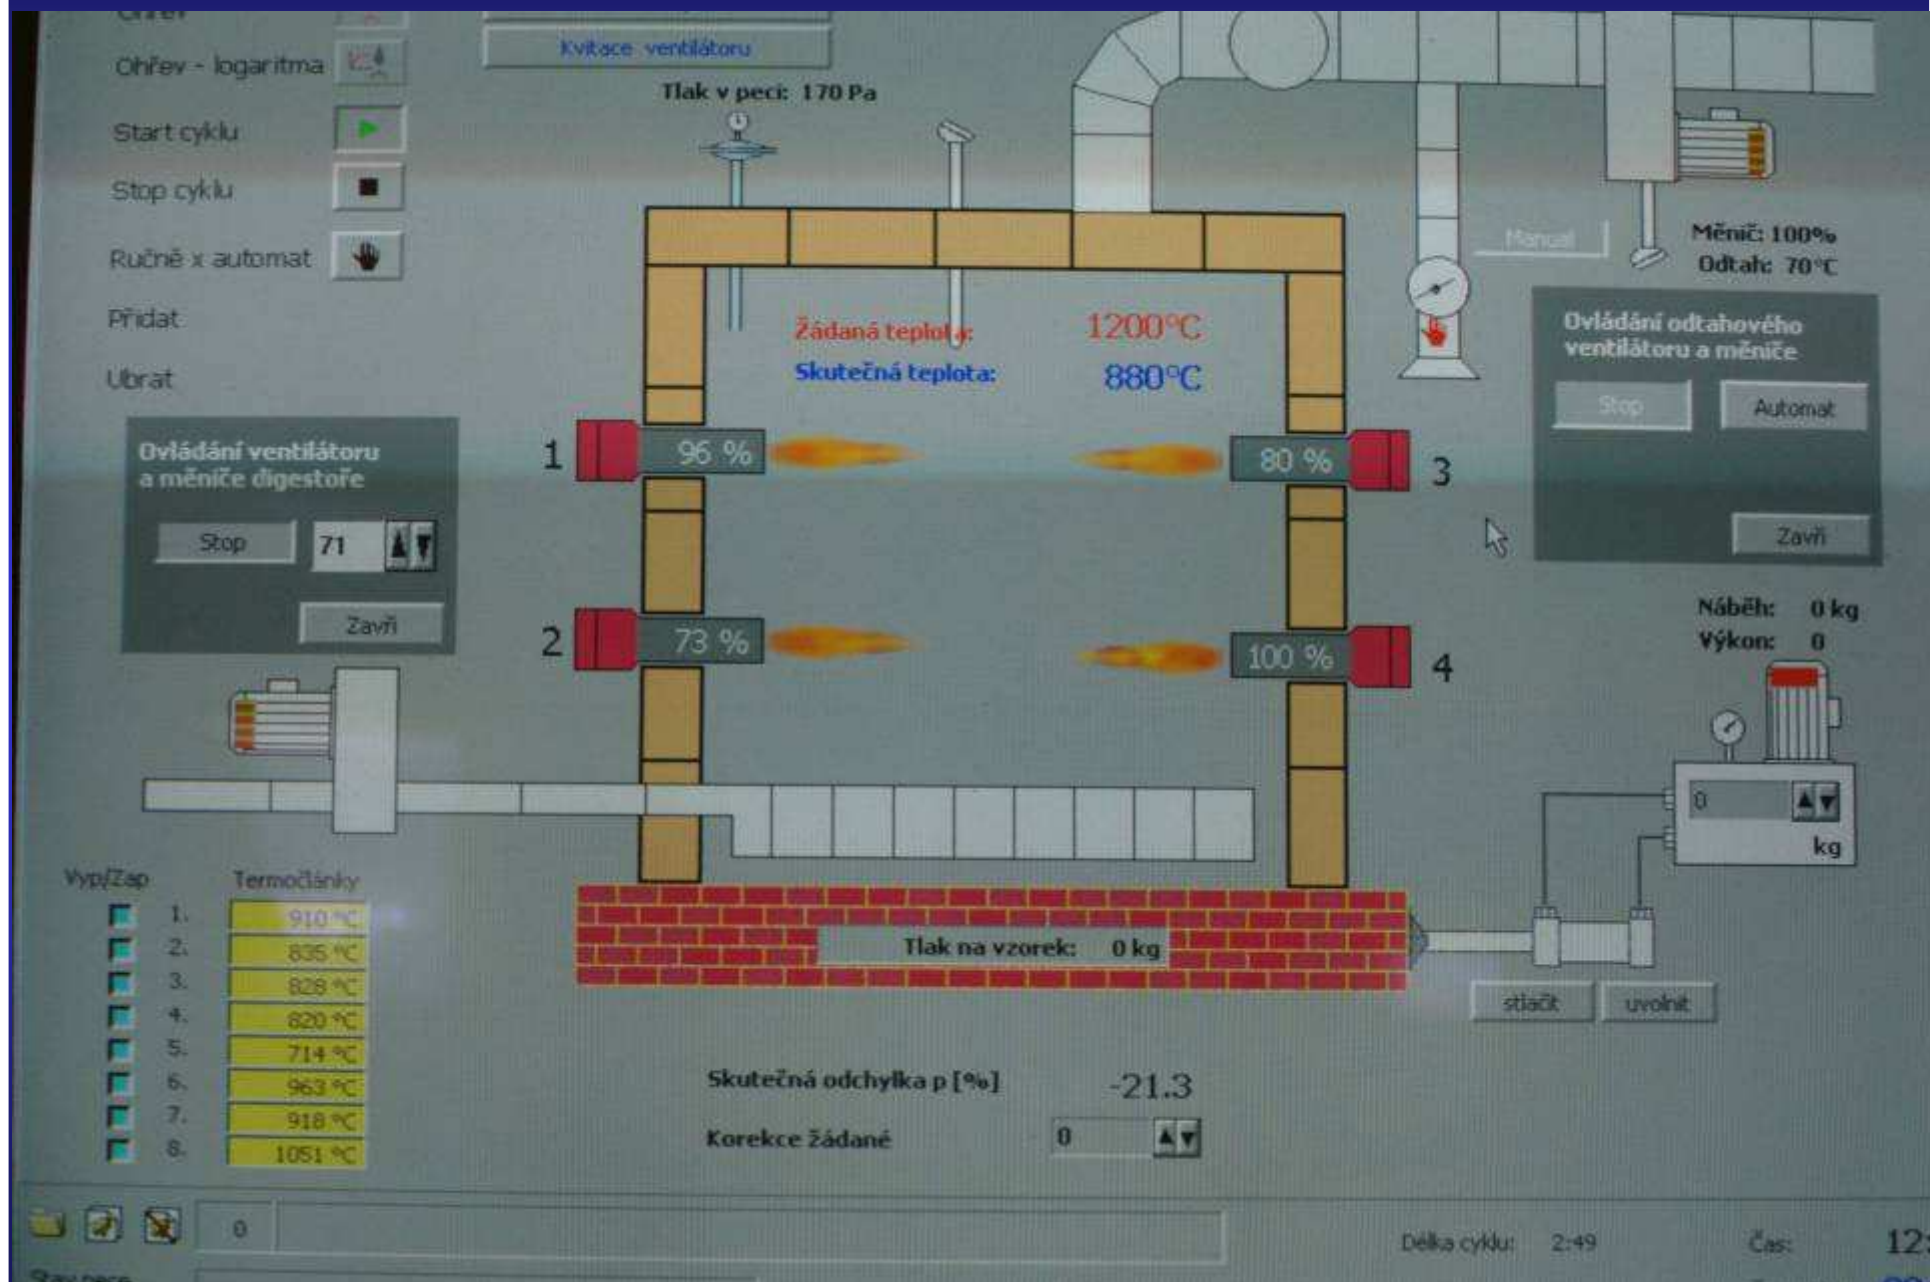 Ohřev
Kvitace ventilátoru
Ohřev - logaritma
Tlak v peci: 170 Pa
Start cyklu
Stop cyklu
Ručně x automat
Manual
Měnič: 100%
Odtah: 70°C
Přidat
Žádaná teplota: 1200°C
Ovládání odtahového
ventilátoru a měniče
Ubrat
Skutečná teplota: 880°C
Stop Automat
Ovládání ventilátoru
a měniče digestoře
1 96 % 80 % 3
Stop 71
Zavři
Zavři
Náběh: 0 kg
Výkon: 0
2 73 % 100 % 4
0
kg
Vyp/Zap Termočlánky
1. 910 °C
2. 835 °C
3. 828 °C
4. 820 °C
5. 714 °C
6. 963 °C
7. 918 °C
8. 1051 °C
Tlak na vzorek: 0 kg
stlačit uvolnit
Skutečná odchylka p [%] -21.3
Korekce žádané 0
0
Délka cyklu: 2:49 Čas: 12:
Stav pece